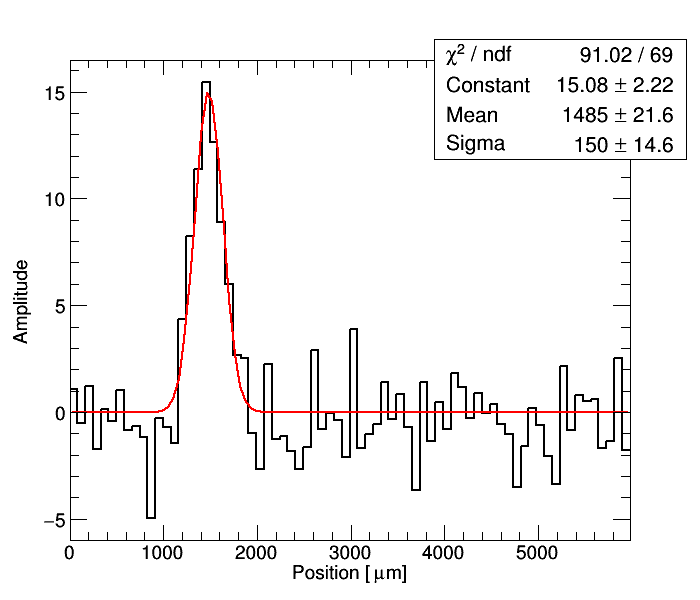 χ² / ndf 91.02 / 69
Constant 15.08 ± 2.22
Mean 1485 ± 21.6
Sigma 150 ± 14.6
15
10
5
0
−5
Amplitude
0 1000 2000 3000 4000 5000
Position [ μm]